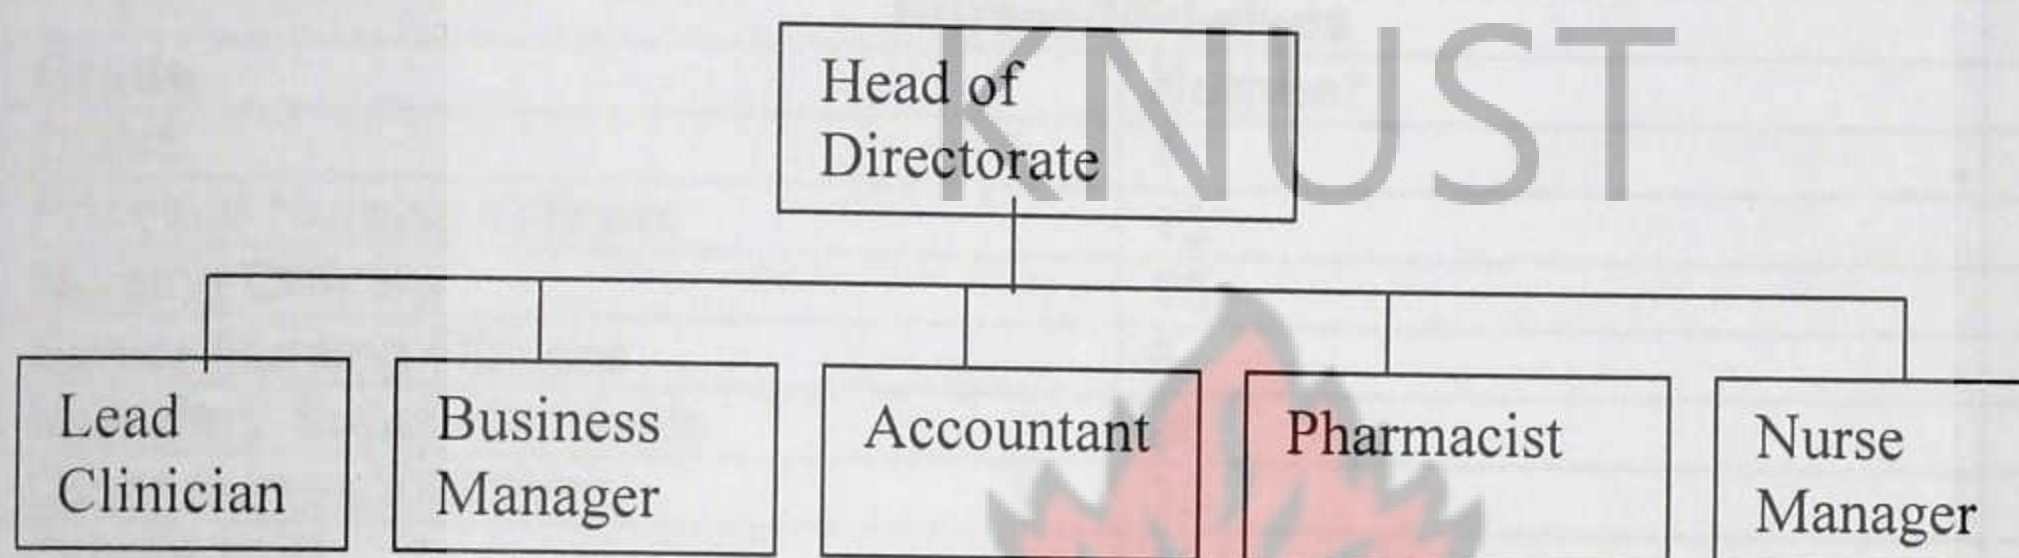 KNUST
Head of
Directorate
Lead
Clinician
Business
Manager
Accountant
Pharmacist
Nurse
Manager